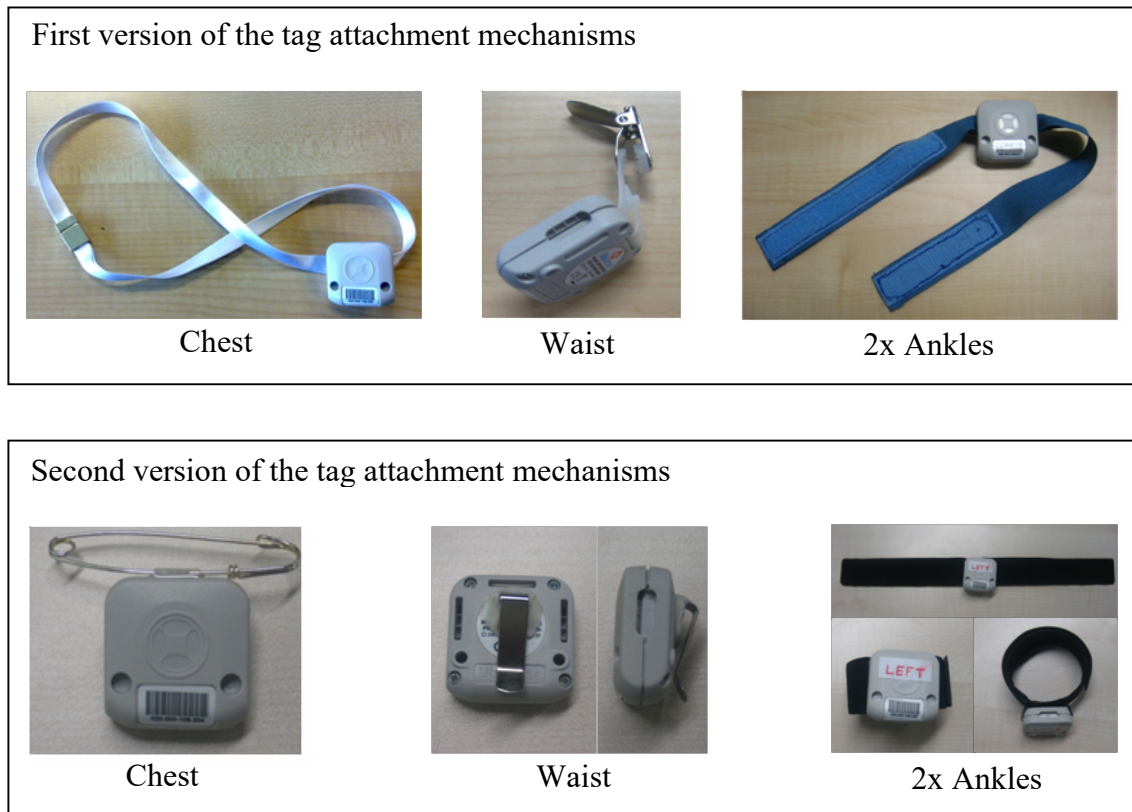 First version of the tag attachment mechanisms
Chest
Waist
2x Ankles
Second version of the tag attachment mechanisms
LEFT
LEFT
Chest
Waist
2x Ankles